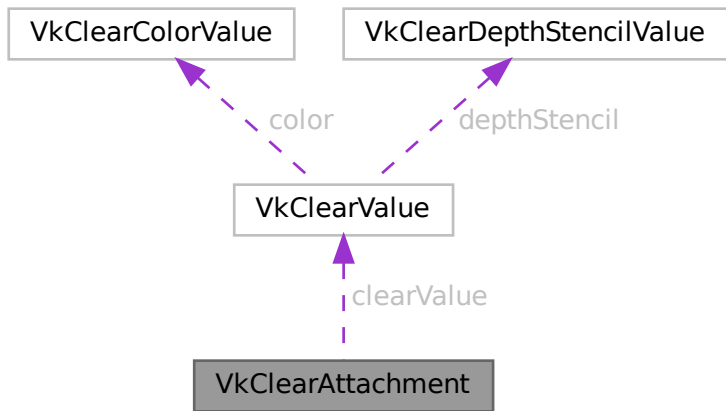 VkClearColorValue
VkClearDepthStencilValue
color
depthStencil
VkClearValue
clearValue
VkClearAttachment